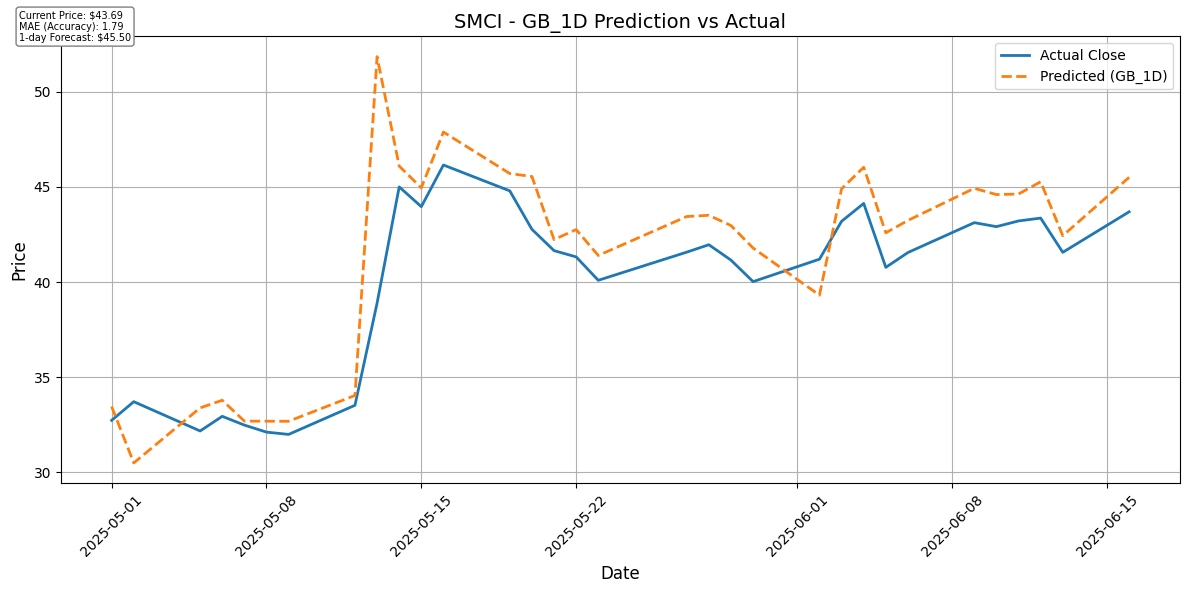 SMCI - GB_1D Prediction vs Actual
Current Price: $43.69
MAE (Accuracy): 1.79
1-day Forecast: $45.50
Actual Close
Predicted (GB_1D)
Price
50
45
40
35
30
2025-05-01
2025-05-08
2025-05-15
2025-05-22
2025-06-01
2025-06-08
2025-06-15
Date